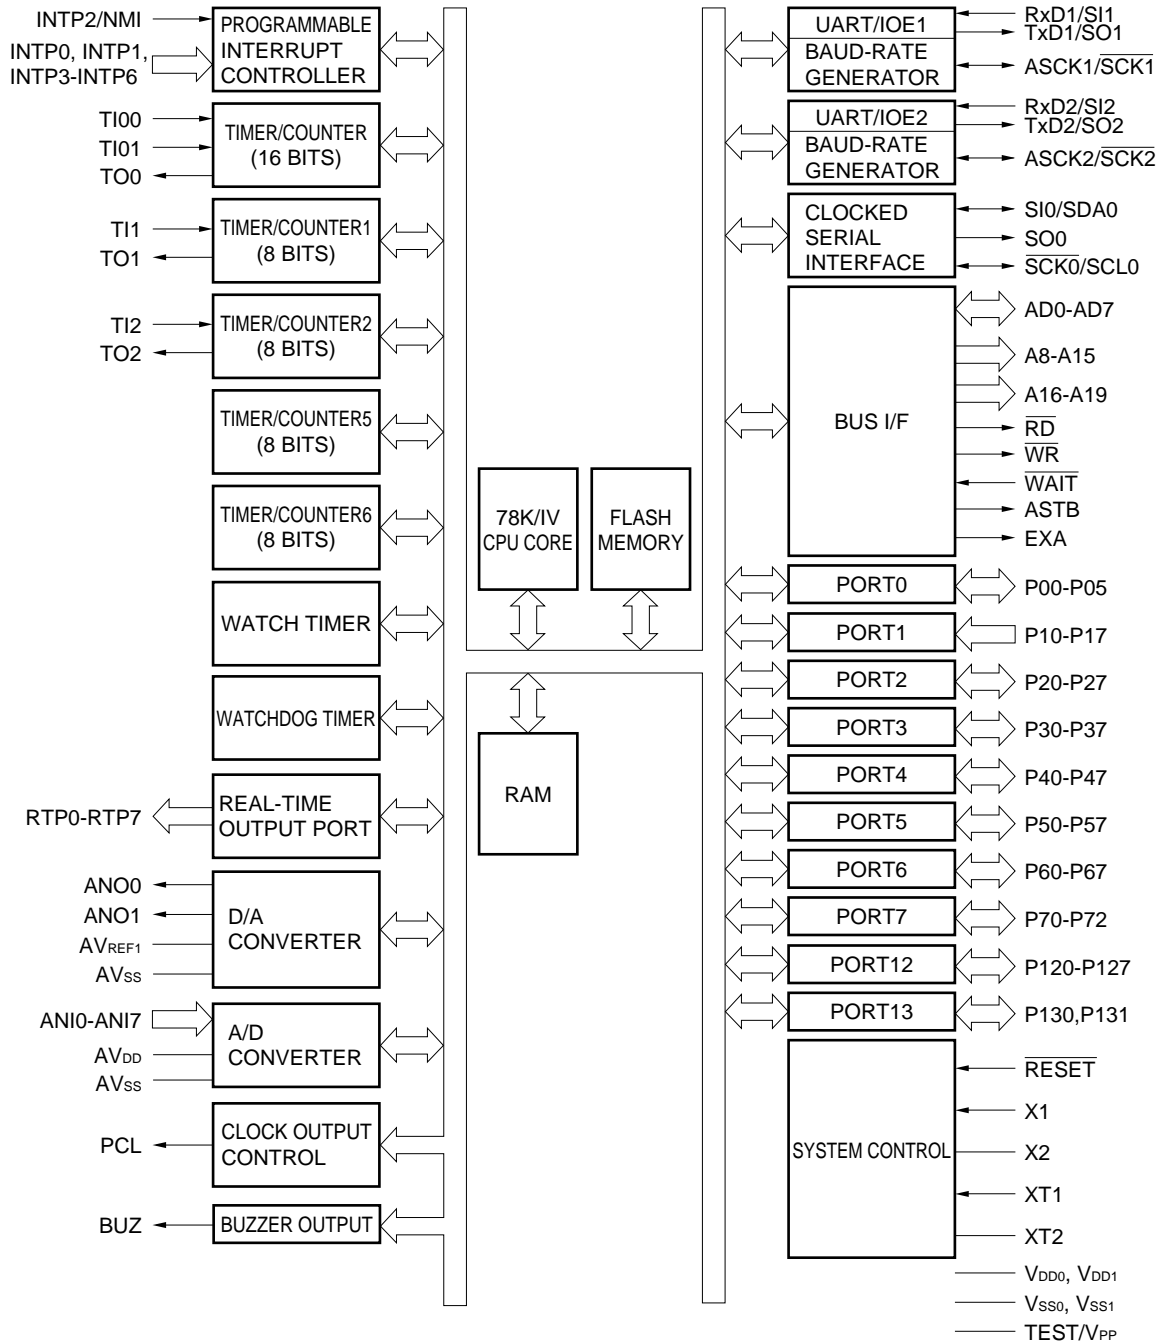 INTP2/NMI
INTP0, INTP1,
INTP3-INTP6
PROGRAMMABLE
INTERRUPT
CONTROLLER
TI00
TI01
TO0
TIMER/COUNTER
(16 BITS)
TI1
TO1
TIMER/COUNTER1
(8 BITS)
TI2
TO2
TIMER/COUNTER2
(8 BITS)
TIMER/COUNTER5
(8 BITS)
TIMER/COUNTER6
(8 BITS)
WATCH TIMER
WATCHDOG TIMER
RTP0-RTP7
REAL-TIME
OUTPUT PORT
ANO0
ANO1
AVREF1
AVSS
D/A
CONVERTER
ANI0-ANI7
AVDD
AVSS
A/D
CONVERTER
PCL
CLOCK OUTPUT
CONTROL
BUZ
BUZZER OUTPUT
78K/IV
CPU CORE
FLASH
MEMORY
RAM
UART/IOE1
BAUD-RATE
GENERATOR
RxD1/SI1
TxD1/SO1
ASCK1/SCK1
UART/IOE2
BAUD-RATE
GENERATOR
RxD2/SI2
TxD2/SO2
ASCK2/SCK2
CLOCKED
SERIAL
INTERFACE
SI0/SDA0
SO0
SCK0/SCL0
BUS I/F
AD0-AD7
A8-A15
A16-A19
RD
WR
WAIT
ASTB
EXA
PORT0
P00-P05
PORT1
P10-P17
PORT2
P20-P27
PORT3
P30-P37
PORT4
P40-P47
PORT5
P50-P57
PORT6
P60-P67
PORT7
P70-P72
PORT12
P120-P127
PORT13
P130,P131
SYSTEM CONTROL
RESET
X1
X2
XT1
XT2
VDD0, VDD1
VSS0, VSS1
TEST/VPP